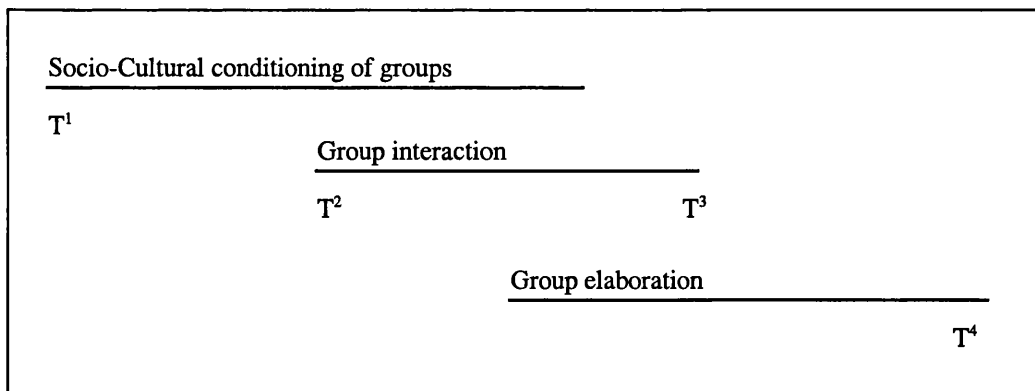 Socio-Cultural conditioning of groups
T¹
Group interaction
T² T³
Group elaboration
T⁴